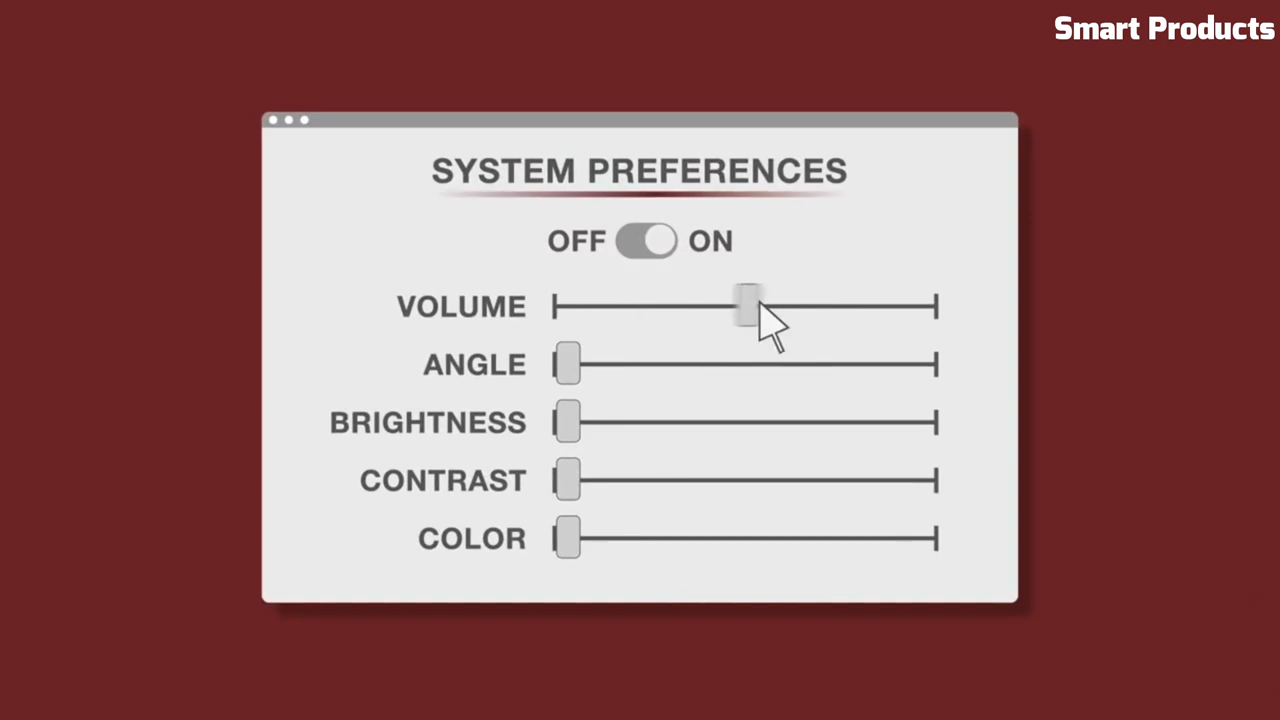 Smart Products
SYSTEM PREFERENCES
OFF ON
VOLUME
ANGLE
BRIGHTNESS
CONTRAST
COLOR